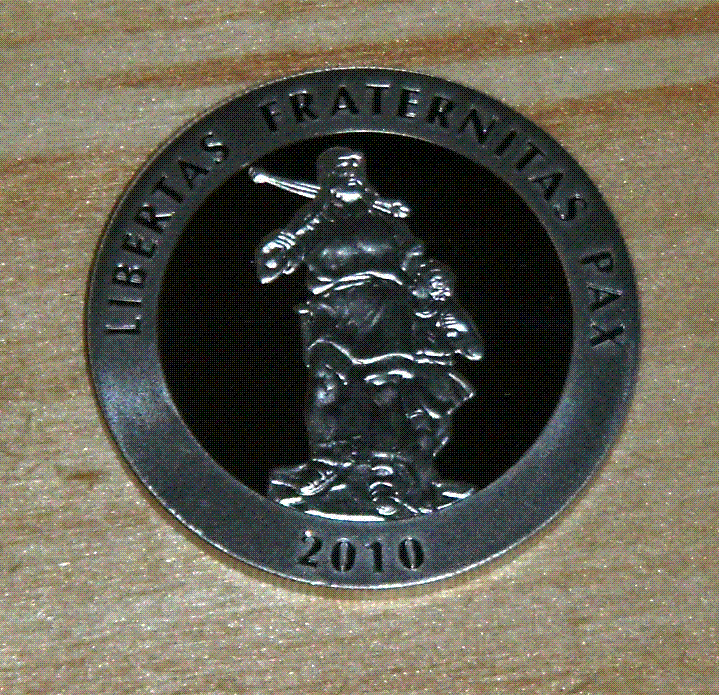 LIBERTAS FRATERNITAS PAX
2010